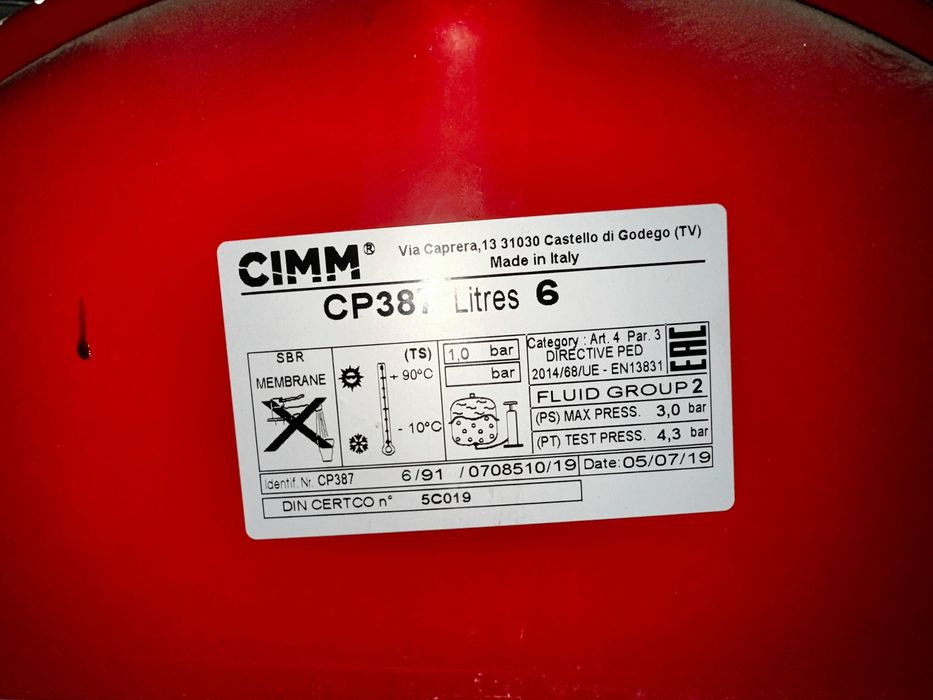 CIMM®
Via Caprera,13 31030 Castello di Godego (TV)
Made in Italy
CP387 Litres 6
SBR
MEMBRANE
(TS)
+ 90°C
- 10°C
1,0 bar
bar
Category : Art. 4 Par. 3
DIRECTIVE PED
2014/68/UE - EN13831
EAC
FLUID GROUP 2
(PS) MAX PRESS. 3,0 bar
(PT) TEST PRESS. 4,3 bar
Identif. Nr. CP387 6/91 / 0708510/19 Date: 05/07/19
DIN CERTCO n° 5C019